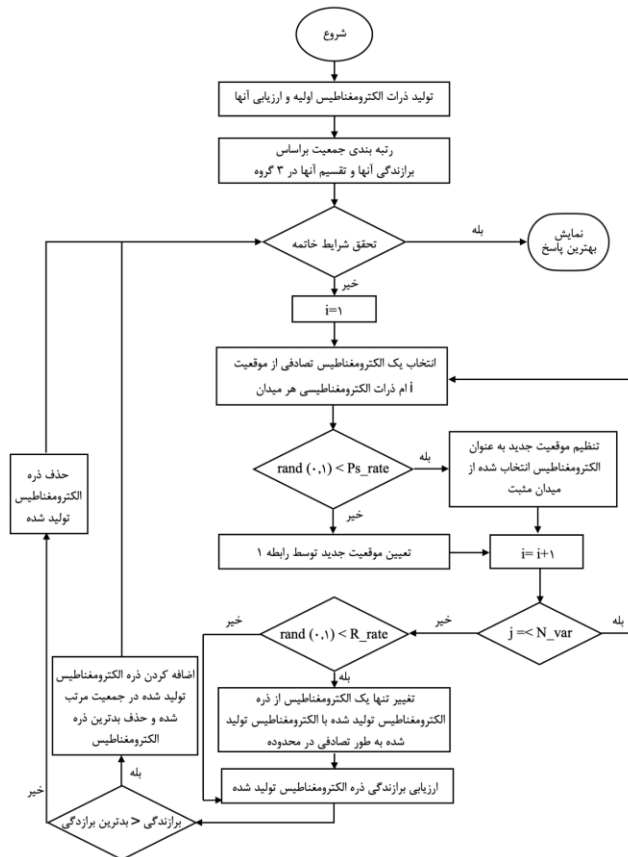 شروع
تولید ذرات الکترومغناطیس اولیه و ارزیابی آنها
رتبه بندی جمعیت براساس
برازندگی آنها و تقسیم آنها در ۳ گروه
تحقق شرایط خاتمه
بله
نمایش
بهترین پاسخ
خیر
i=۱
انتخاب یک الکترومغناطیس تصادفی از موقعیت
i ام ذرات الکترومغناطیسی هر میدان
rand (۰,۱) < Ps_rate
بله
تنظیم موقعیت جدید به عنوان
الکترومغناطیس انتخاب شده از
میدان مثبت
خیر
تعیین موقعیت جدید توسط رابطه ۱
i= i+۱
j =< N_var
بله
خیر
rand (۰,۱) < R_rate
خیر
بله
تغییر تنها یک الکترومغناطیس از ذره
الکترومغناطیس تولید شده با الکترومغناطیس تولید
شده به طور تصادفی در محدوده
ارزیابی برازندگی ذره الکترومغناطیس تولید شده
برازندگی > بدترین برازدگی
بله
خیر
اضافه کردن ذره الکترومغناطیس
تولید شده در جمعیت مرتب
شده و حذف بدترین ذره
الکترومغناطیس
حذف ذره
الکترومغناطیس
تولید شده